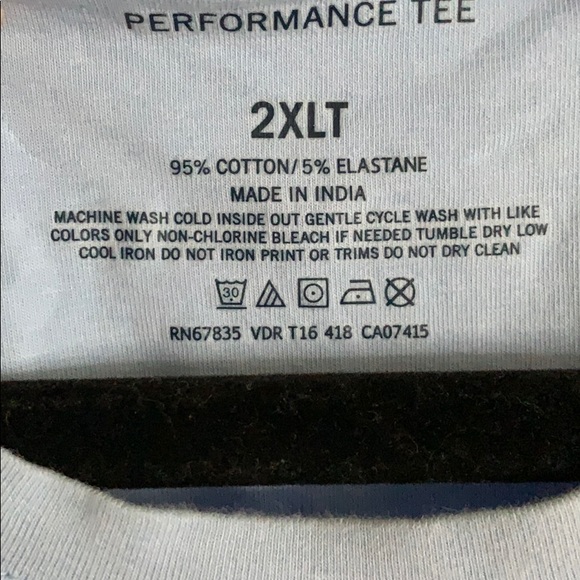 PERFORMANCE TEE
2XLT
95% COTTON/5% ELASTANE
MADE IN INDIA
MACHINE WASH COLD INSIDE OUT GENTLE CYCLE WASH WITH LIKE
COLORS ONLY NON-CHLORINE BLEACH IF NEEDED TUMBLE DRY LOW
COOL IRON DO NOT IRON PRINT OR TRIMS DO NOT DRY CLEAN
30
RN67835 VDR T16 418 CA07415